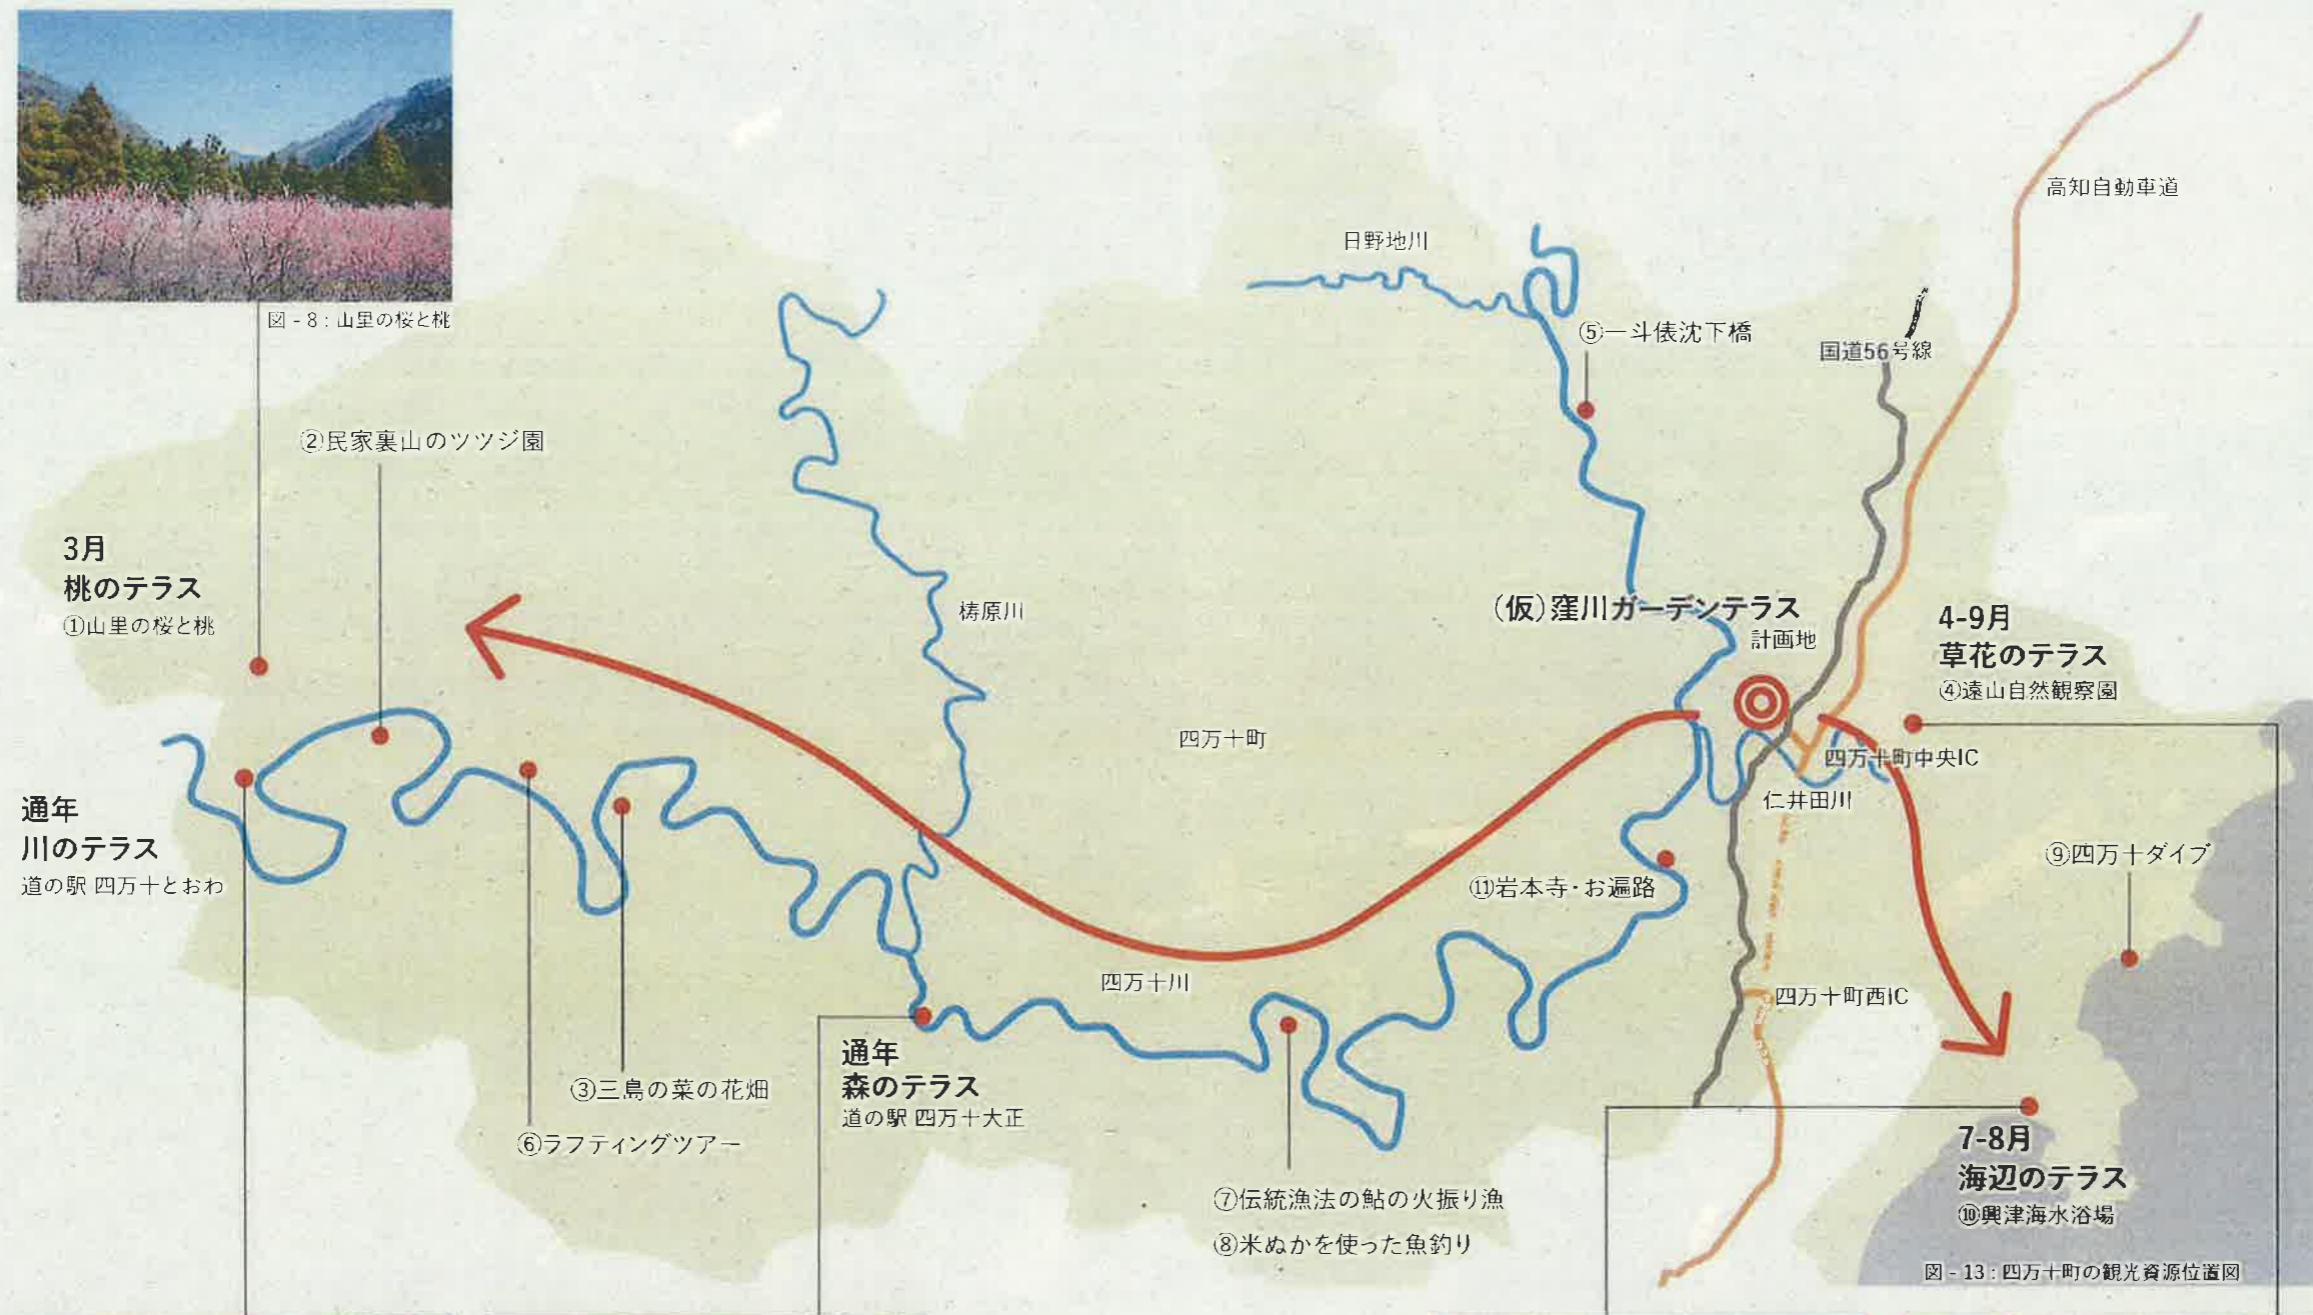 図 - 8 : 山里の桜と桃
高知自動車道
日野地川
⑤一斗俵沈下橋
国道56号線
②民家裏山のツツジ園
3月
桃のテラス
①山里の桜と桃
梼原川
(仮)窪川ガーデンテラス
計画地
4-9月
草花のテラス
④遠山自然観察園
四万十町
四万十町中央IC
仁井田川
通年
川のテラス
道の駅 四万十とおわ
⑨四万十ダイブ
⑪岩本寺・お遍路
四万十川
四万十町西IC
通年
森のテラス
道の駅 四万十大正
③三島の菜の花畑
⑥ラフティングツアー
⑦伝統漁法の鮎の火振り漁
⑧米ぬかを使った魚釣り
7-8月
海辺のテラス
⑩興津海水浴場
図 - 13 : 四万十町の観光資源位置図